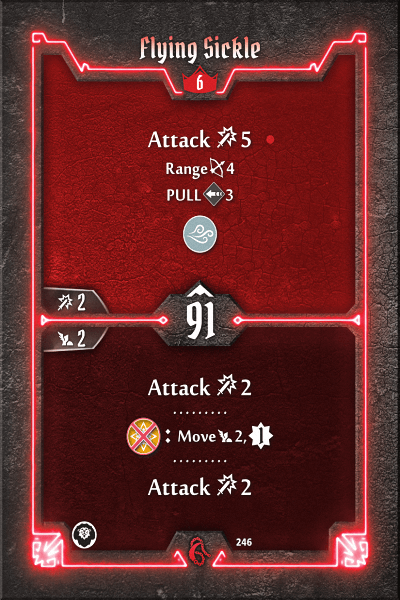 Flying Sickle
6
Attack 5
Range 4
PULL 3
2
91
2
Attack 2
: Move 2, 1
Attack 2
246